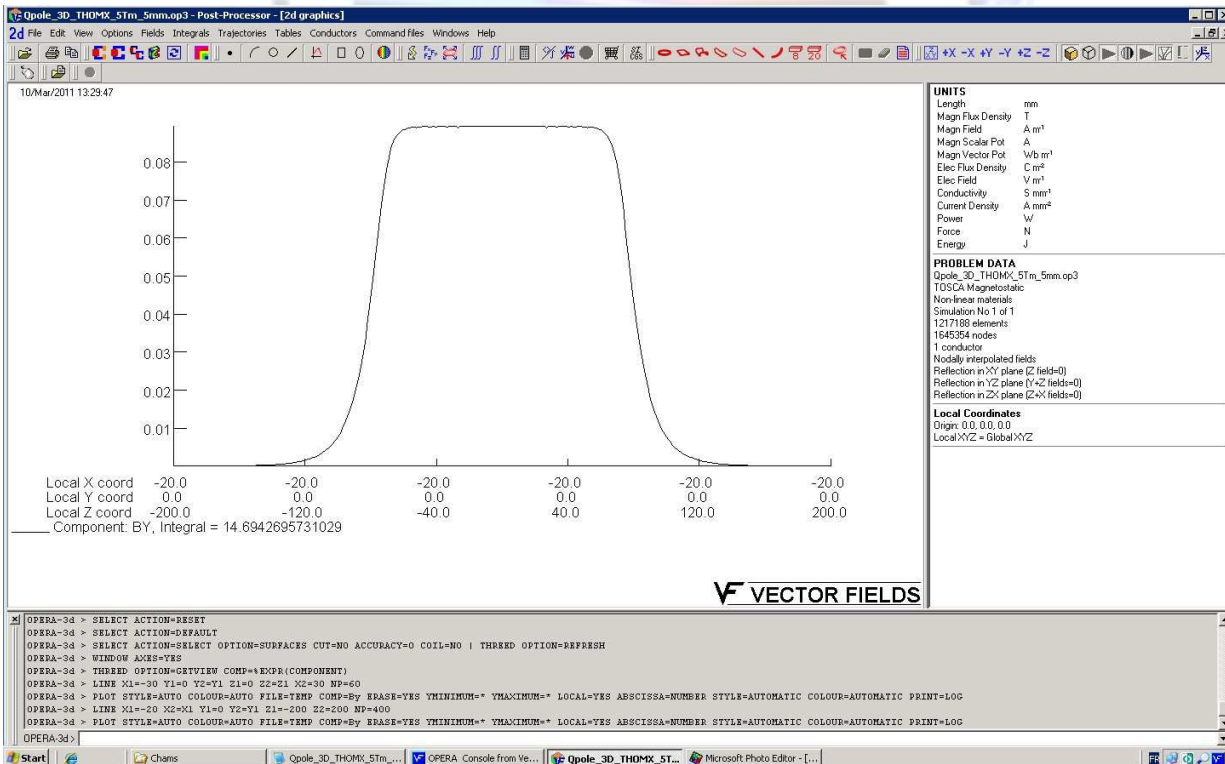 Qpole_3D_THOMX_5Tm_5mm.op3 - Post-Processor - [2d graphics]
2d File Edit View Options Fields Integrals Trajectories Tables Conductors Command files Windows Help
+X -X +Y -Y +Z -Z
10/Mar/2011 13:29:47
0.08
0.07
0.06
0.05
0.04
0.03
0.02
0.01
Local X coord -20.0 -20.0 -20.0 -20.0 -20.0 -20.0
Local Y coord 0.0 0.0 0.0 0.0 0.0 0.0
Local Z coord -200.0 -120.0 -40.0 40.0 120.0 200.0
Component: BY, Integral = 14.6942695731029
VF VECTOR FIELDS
UNITS
Length mm
Magn Flux Density T
Magn Field A m⁻¹
Magn Scalar Pot A
Magn Vector Pot Wb m⁻¹
Elec Flux Density C m⁻²
Elec Field V m⁻¹
Conductivity S mm⁻¹
Current Density A mm⁻²
Power W
Force N
Energy J
PROBLEM DATA
Qpole_3D_THOMX_5Tm_5mm.op3
TOSCA Magnetostatic
Non-linear materials
Simulation No 1 of 1
1217188 elements
1645354 nodes
1 conductor
Nodally interpolated fields
Reflection in XY plane (Z field=0)
Reflection in YZ plane (Y+Z fields=0)
Reflection in ZX plane (Z+X fields=0)
Local Coordinates
Origin: 0.0, 0.0, 0.0
Local XYZ = Global XYZ
OPERA-3d > SELECT ACTION=RESET
OPERA-3d > SELECT ACTION=DEFAULT
OPERA-3d > SELECT ACTION=SELECT OPTION=SURFACES CUT=NO ACCURACY=0 COIL=NO | THREED OPTION=REFRESH
OPERA-3d > WINDOW AXES=YES
OPERA-3d > THREED OPTION=GETVIEW COMP=%EXPR(COMPONENT)
OPERA-3d > LINE X1=-30 Y1=0 Y2=Y1 Z1=0 Z2=Z1 X2=30 NP=60
OPERA-3d > PLOT STYLE=AUTO COLOUR=AUTO FILE=TEMP COMP=By ERASE=YES YMINIMUM=* YMAXIMUM=* LOCAL=YES ABSCISSA=NUMBER STYLE=AUTOMATIC COLOUR=AUTOMATIC PRINT=LOG
OPERA-3d > LINE X1=-20 X2=X1 Y1=0 Y2=Y1 Z1=-200 Z2=200 NP=400
OPERA-3d > PLOT STYLE=AUTO COLOUR=AUTO FILE=TEMP COMP=By ERASE=YES YMINIMUM=* YMAXIMUM=* LOCAL=YES ABSCISSA=NUMBER STYLE=AUTOMATIC COLOUR=AUTOMATIC PRINT=LOG
OPERA-3d >
Start Chams Qpole_3D_THOMX_5Tm_... OPERA Console from Ve... Qpole_3D_THOMX_5T... Microsoft Photo Editor - [... FR